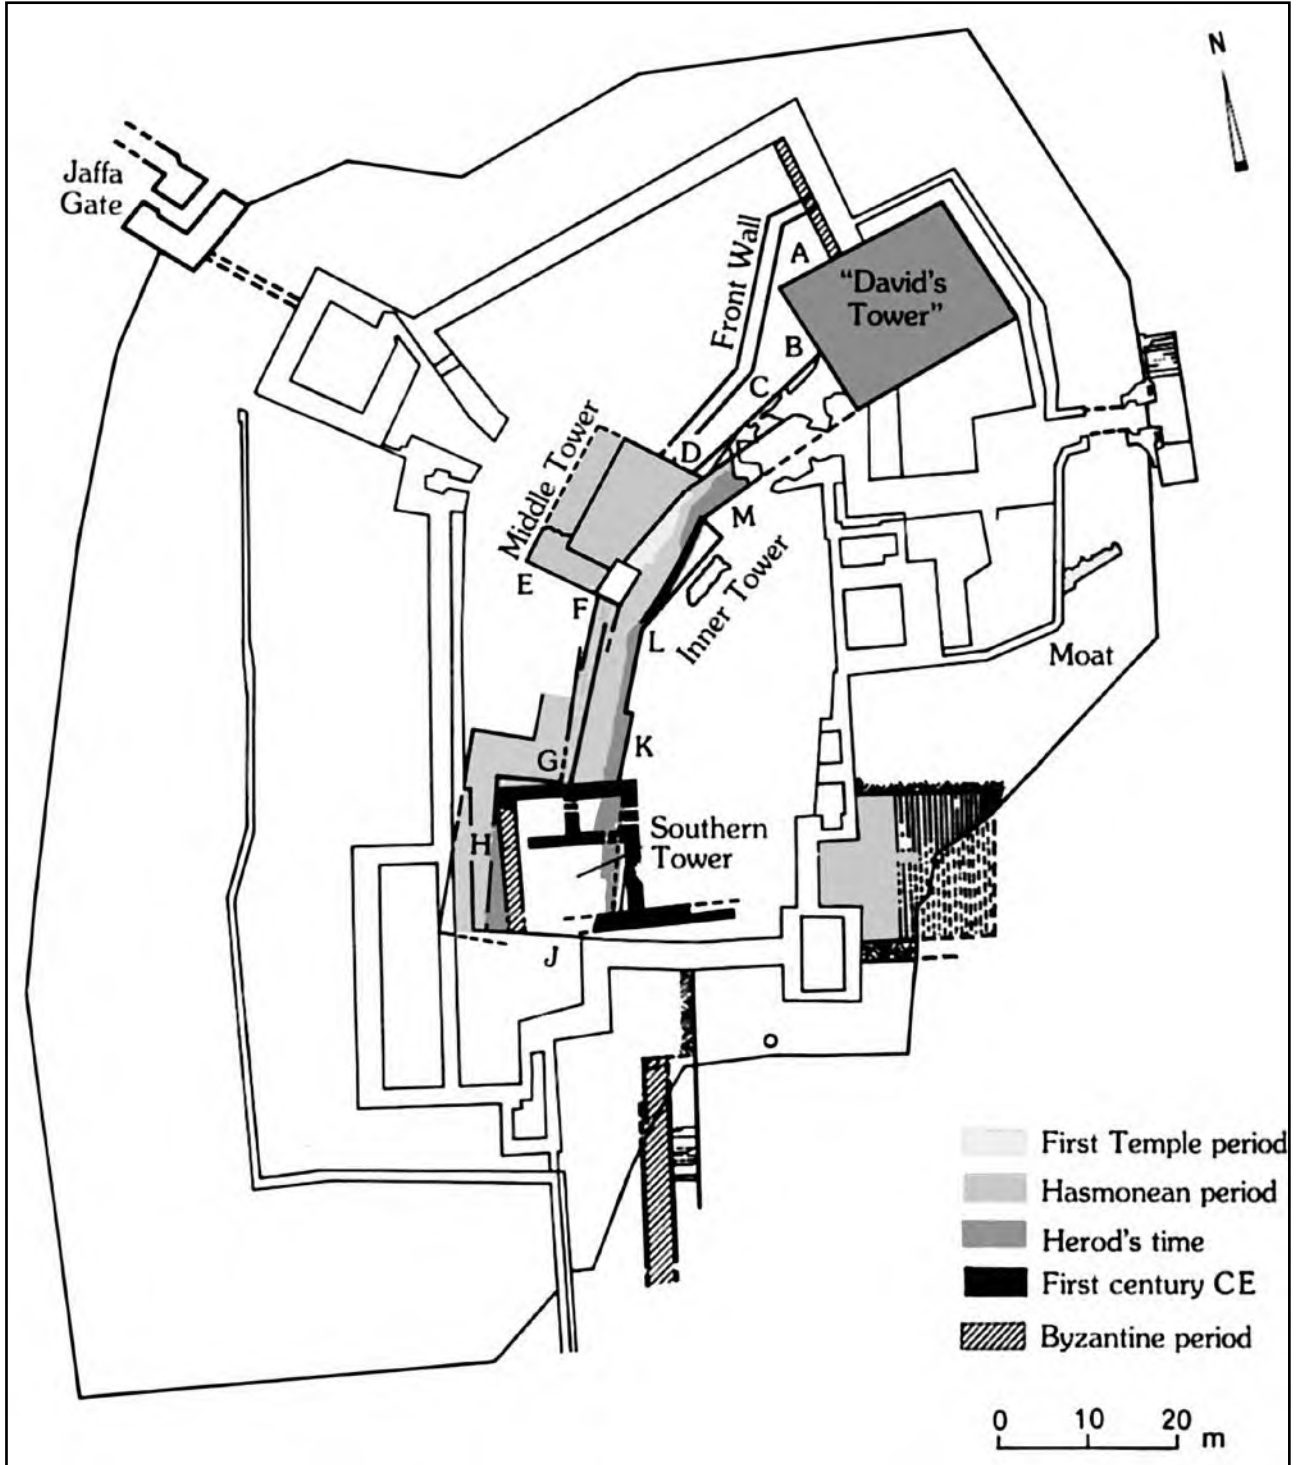 N
Jaffa
Gate
Front Wall
A
"David's
Tower"
B
C
D
Middle Tower
M
E
F
Inner Tower
L
Moat
K
G
Southern
Tower
H
J
First Temple period
Hasmonean period
Herod's time
First century CE
Byzantine period
0 10 20 m